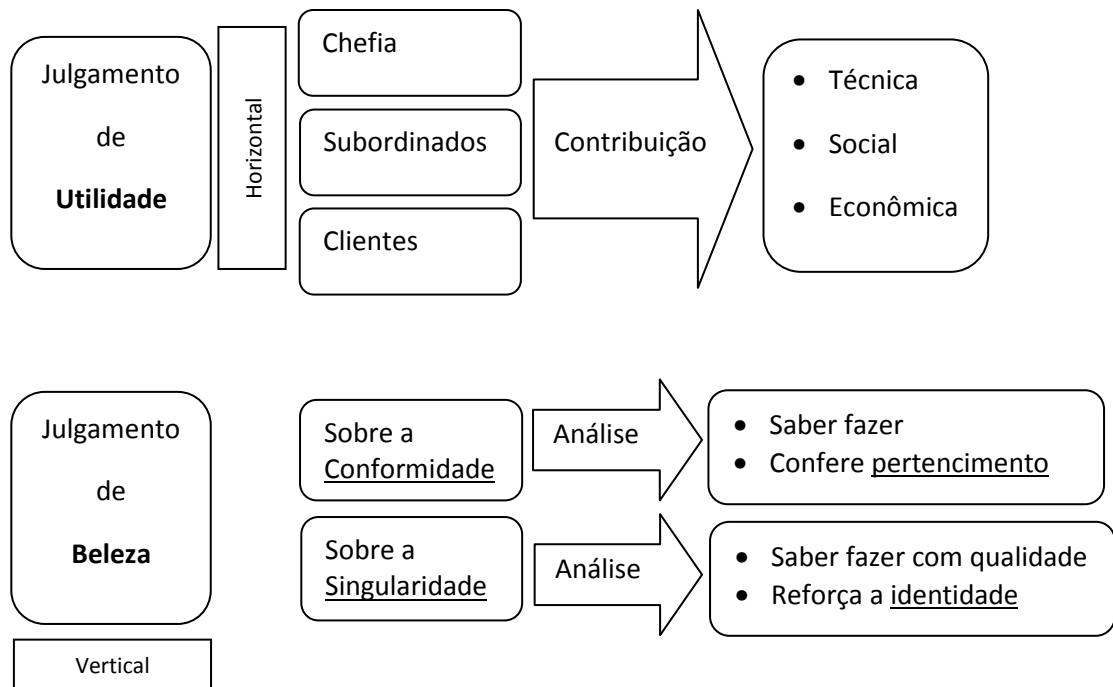 Julgamento
de
Utilidade
Horizontal
Chefia
Subordinados
Clientes
Contribuição
• Técnica
• Social
• Econômica
Julgamento
de
Beleza
Vertical
Sobre a
Conformidade
Análise
• Saber fazer
• Confere pertencimento
Sobre a
Singularidade
Análise
• Saber fazer com qualidade
• Reforça a identidade